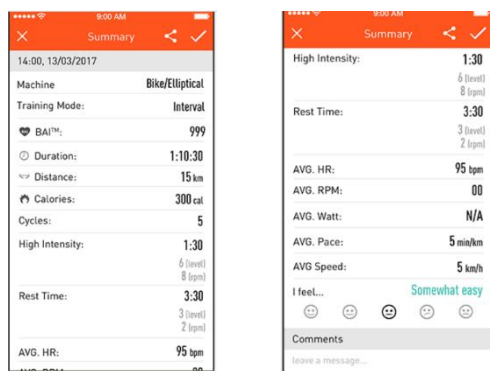 9:00 AM
Summary
14:00, 13/03/2017
Machine Bike/Elliptical
Training Mode: Interval
BAI™: 999
Duration: 1:10:30
Distance: 15 km
Calories: 300 cal
Cycles: 5
High Intensity: 1:30
6 (level)
8 (rpm)
Rest Time: 3:30
3 (level)
2 (rpm)
AVG. HR: 95 bpm
9:00 AM
Summary
High Intensity: 1:30
6 (level)
8 (rpm)
Rest Time: 3:30
3 (level)
2 (rpm)
AVG. HR: 95 bpm
AVG. RPM: 00
AVG. Watt: N/A
AVG. Pace: 5 min/km
AVG Speed: 5 km/h
I feel... Somewhat easy
Comments
leave a message...